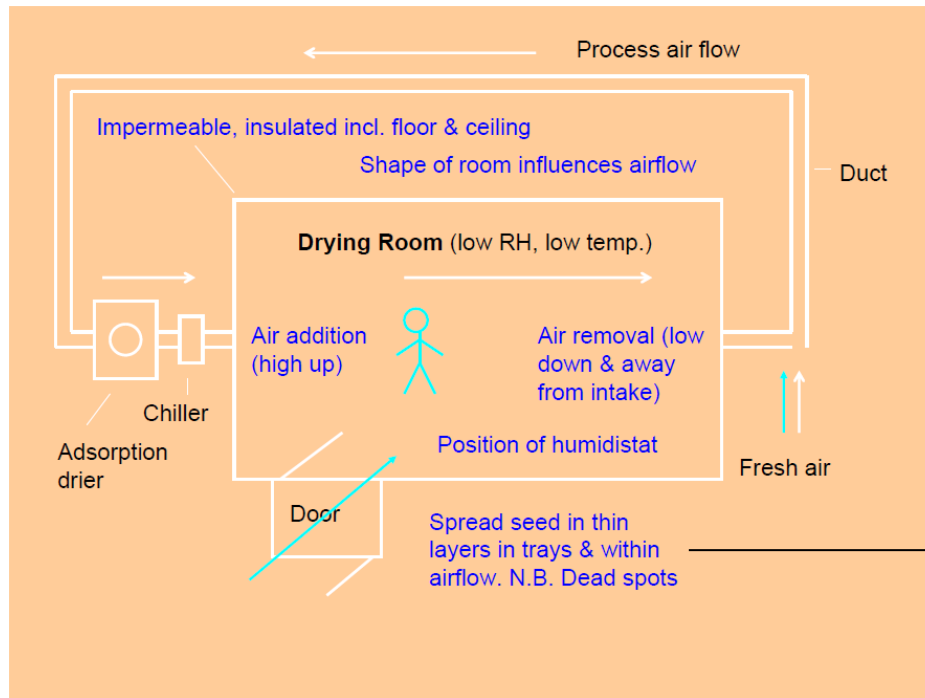 Process air flow
Impermeable, insulated incl. floor & ceiling
Shape of room influences airflow
Duct
Drying Room (low RH, low temp.)
Air addition
(high up)
Air removal (low
down & away
from intake)
Chiller
Adsorption
drier
Position of humidistat
Fresh air
Door
Spread seed in thin
layers in trays & within
airflow. N.B. Dead spots